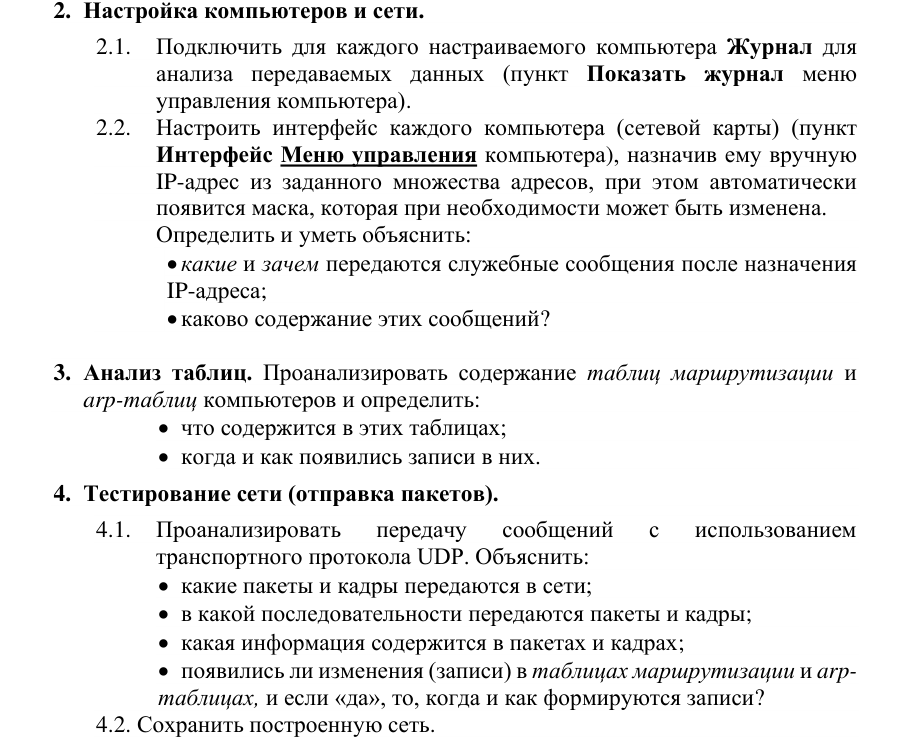 2. Настройка компьютеров и сети.
2.1. Подключить для каждого настраиваемого компьютера Журнал для
анализа передаваемых данных (пункт Показать журнал меню
управления компьютера).
2.2. Настроить интерфейс каждого компьютера (сетевой карты) (пункт
Интерфейс Меню управления компьютера), назначив ему вручную
IP-адрес из заданного множества адресов, при этом автоматически
появится маска, которая при необходимости может быть изменена.
Определить и уметь объяснить:
• какие и зачем передаются служебные сообщения после назначения
IP-адреса;
• каково содержание этих сообщений?
3. Анализ таблиц. Проанализировать содержание таблиц маршрутизации и
arp-таблиц компьютеров и определить:
• что содержится в этих таблицах;
• когда и как появились записи в них.
4. Тестирование сети (отправка пакетов).
4.1. Проанализировать передачу сообщений с использованием
транспортного протокола UDP. Объяснить:
• какие пакеты и кадры передаются в сети;
• в какой последовательности передаются пакеты и кадры;
• какая информация содержится в пакетах и кадрах;
• появились ли изменения (записи) в таблицах маршрутизации и arp-
таблицах, и если «да», то, когда и как формируются записи?
4.2. Сохранить построенную сеть.